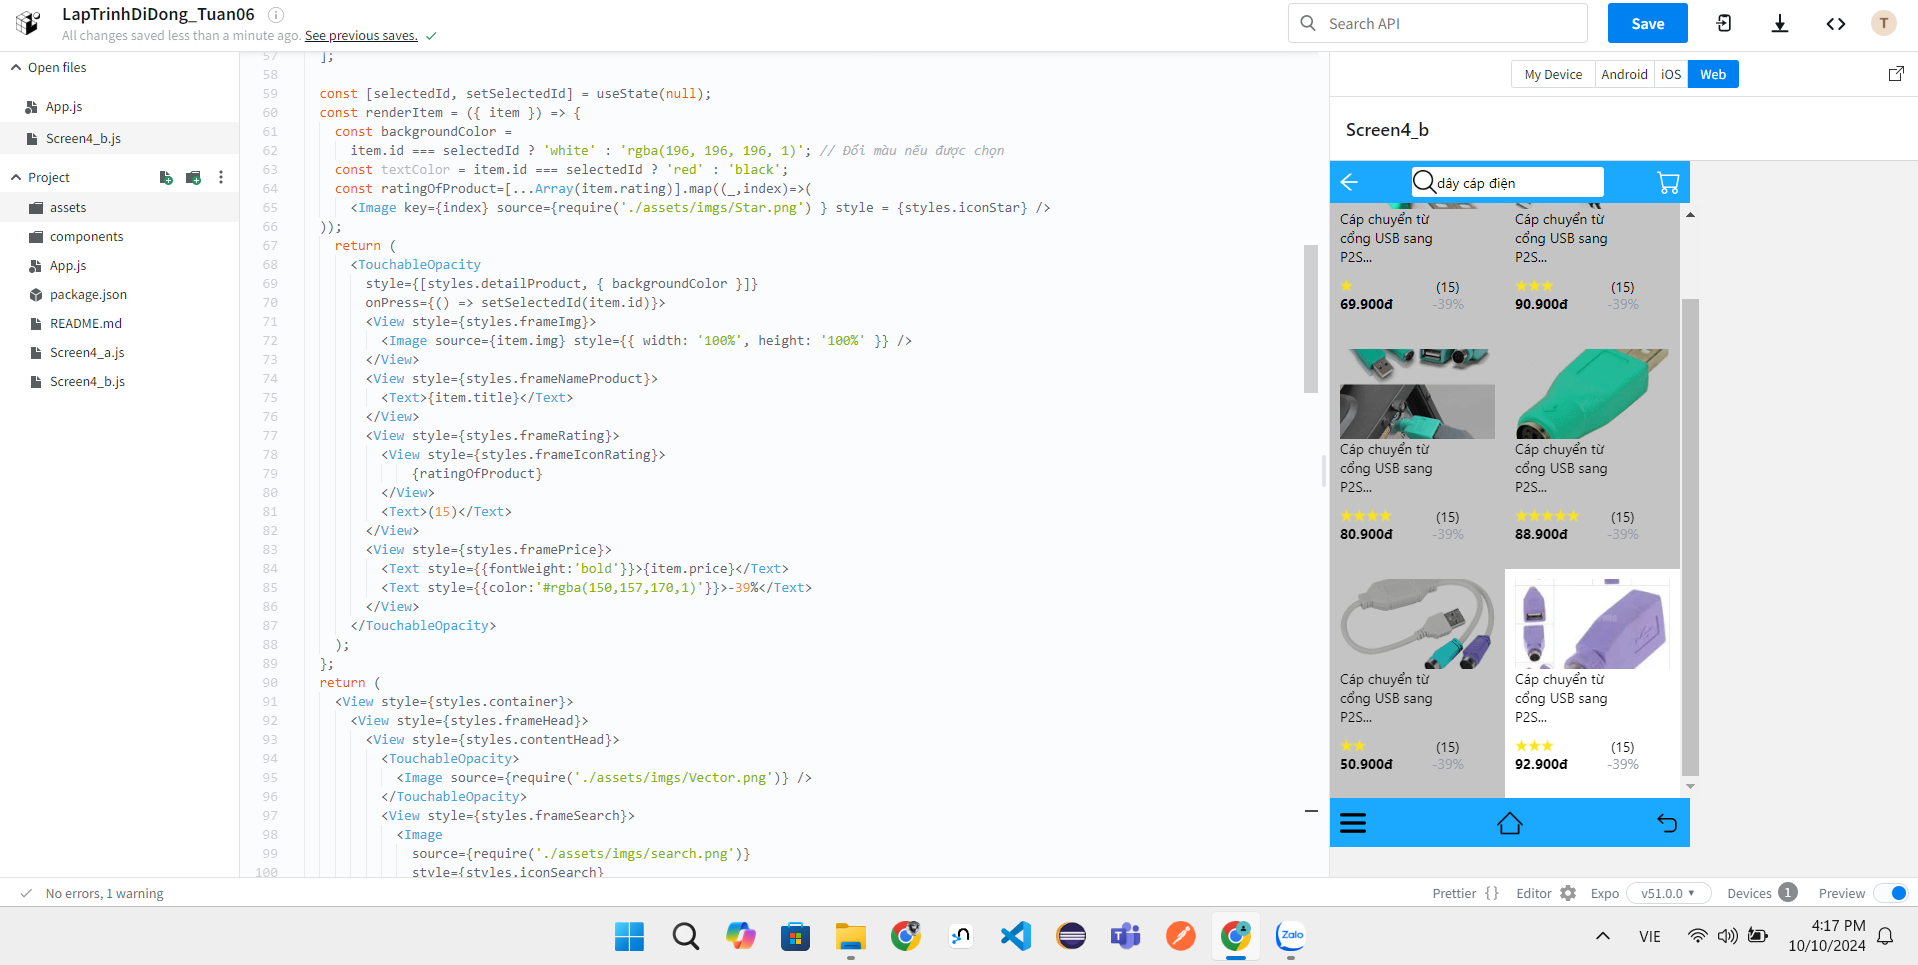 LapTrinhDiDong_Tuan06
All changes saved less than a minute ago. See previous saves.
Search API
Save
T
Open files
App.js
Screen4_b.js
Project
assets
components
App.js
package.json
README.md
Screen4_a.js
Screen4_b.js
57 ];
58
59 const [selectedId, setSelectedId] = useState(null);
60 const renderItem = ({ item }) => {
61 const backgroundColor =
62 item.id === selectedId ? 'white' : 'rgba(196, 196, 196, 1)'; // Đổi màu nếu được chọn
63 const textColor = item.id === selectedId ? 'red' : 'black';
64 const ratingOfProduct=[...Array(item.rating)].map((_,index)=>(
65 <Image key={index} source={require('./assets/imgs/Star.png') } style = {styles.iconStar} />
66 ));
67 return (
68 <TouchableOpacity
69 style={[styles.detailProduct, { backgroundColor }]}
70 onPress={() => setSelectedId(item.id)}>
71 <View style={styles.frameImg}>
72 <Image source={item.img} style={{ width: '100%', height: '100%' }} />
73 </View>
74 <View style={styles.frameNameProduct}>
75 <Text>{item.title}</Text>
76 </View>
77 <View style={styles.frameRating}>
78 <View style={styles.frameIconRating}>
79 {ratingOfProduct}
80 </View>
81 <Text>(15)</Text>
82 </View>
83 <View style={styles.framePrice}>
84 <Text style={{fontWeight:'bold'}}>{item.price}</Text>
85 <Text style={{color:'#rgba(150,157,170,1)'}}>-39%</Text>
86 </View>
87 </TouchableOpacity>
88 );
89 };
90 return (
91 <View style={styles.container}>
92 <View style={styles.frameHead}>
93 <View style={styles.contentHead}>
94 <TouchableOpacity>
95 <Image source={require('./assets/imgs/Vector.png')} />
96 </TouchableOpacity>
97 <View style={styles.frameSearch}>
98 <Image
99 source={require('./assets/imgs/search.png')}
100 style={styles.iconSearch}
My Device Android iOS Web
Screen4_b
dây cáp điện
Cáp chuyển từ
cổng USB sang
P2S...
(15)
69.900đ -39%
Cáp chuyển từ
cổng USB sang
P2S...
(15)
90.900đ -39%
Cáp chuyển từ
cổng USB sang
P2S...
(15)
80.900đ -39%
Cáp chuyển từ
cổng USB sang
P2S...
(15)
88.900đ -39%
Cáp chuyển từ
cổng USB sang
P2S...
(15)
50.900đ -39%
Cáp chuyển từ
cổng USB sang
P2S...
(15)
92.900đ -39%
No errors, 1 warning
Prettier {} Editor Expo v51.0.0 Devices 1 Preview
Zalo
VIE
4:17 PM
10/10/2024